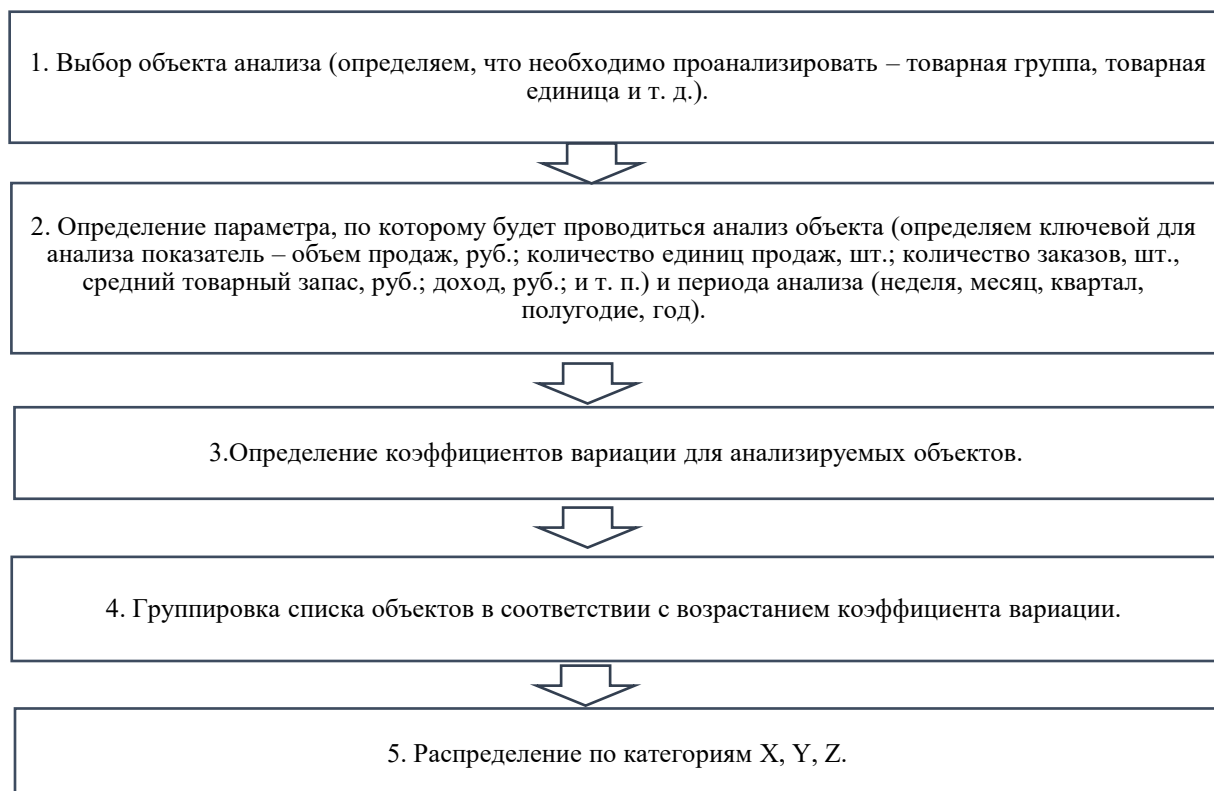 1. Выбор объекта анализа (определяем, что необходимо проанализировать – товарная группа, товарная
единица и т. д.).
2. Определение параметра, по которому будет проводиться анализ объекта (определяем ключевой для
анализа показатель – объем продаж, руб.; количество единиц продаж, шт.; количество заказов, шт.,
средний товарный запас, руб.; доход, руб.; и т. п.) и периода анализа (неделя, месяц, квартал,
полугодие, год).
3.Определение коэффициентов вариации для анализируемых объектов.
4. Группировка списка объектов в соответствии с возрастанием коэффициента вариации.
5. Распределение по категориям X, Y, Z.